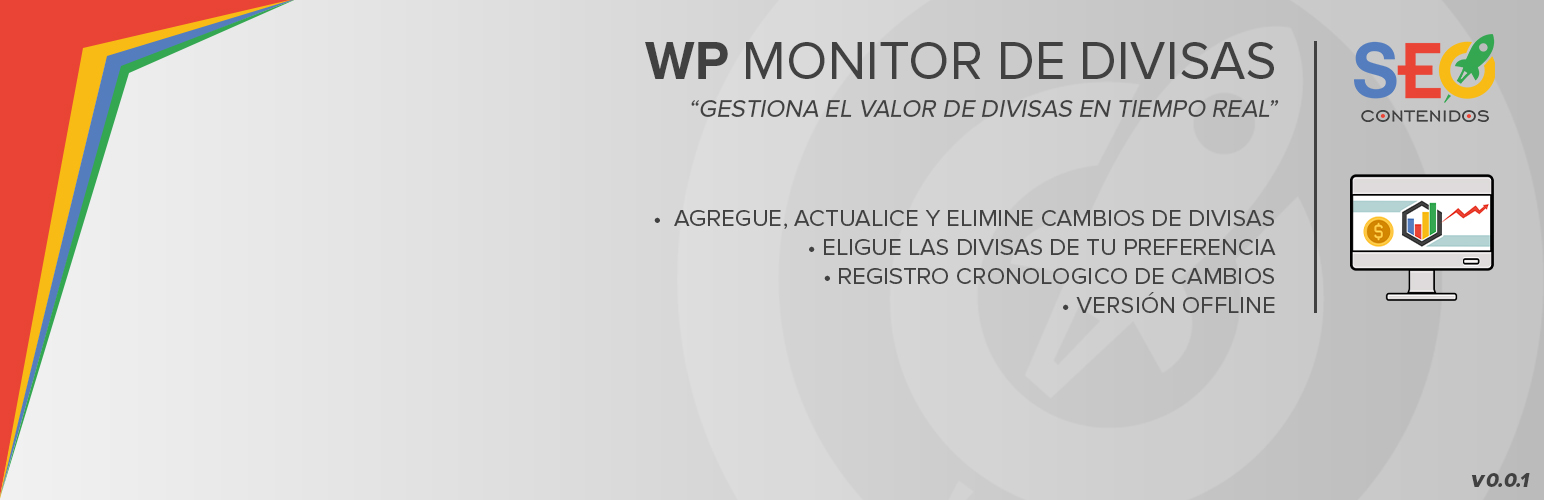 WP MONITOR DE DIVISAS
“GESTIONA EL VALOR DE DIVISAS EN TIEMPO REAL”
• AGREGUE, ACTUALICE Y ELIMINE CAMBIOS DE DIVISAS
• ELIGUE LAS DIVISAS DE TU PREFERENCIA
• REGISTRO CRONOLOGICO DE CAMBIOS
• VERSIÓN OFFLINE
SEO
CONTENIDOS
$
v 0.0.1